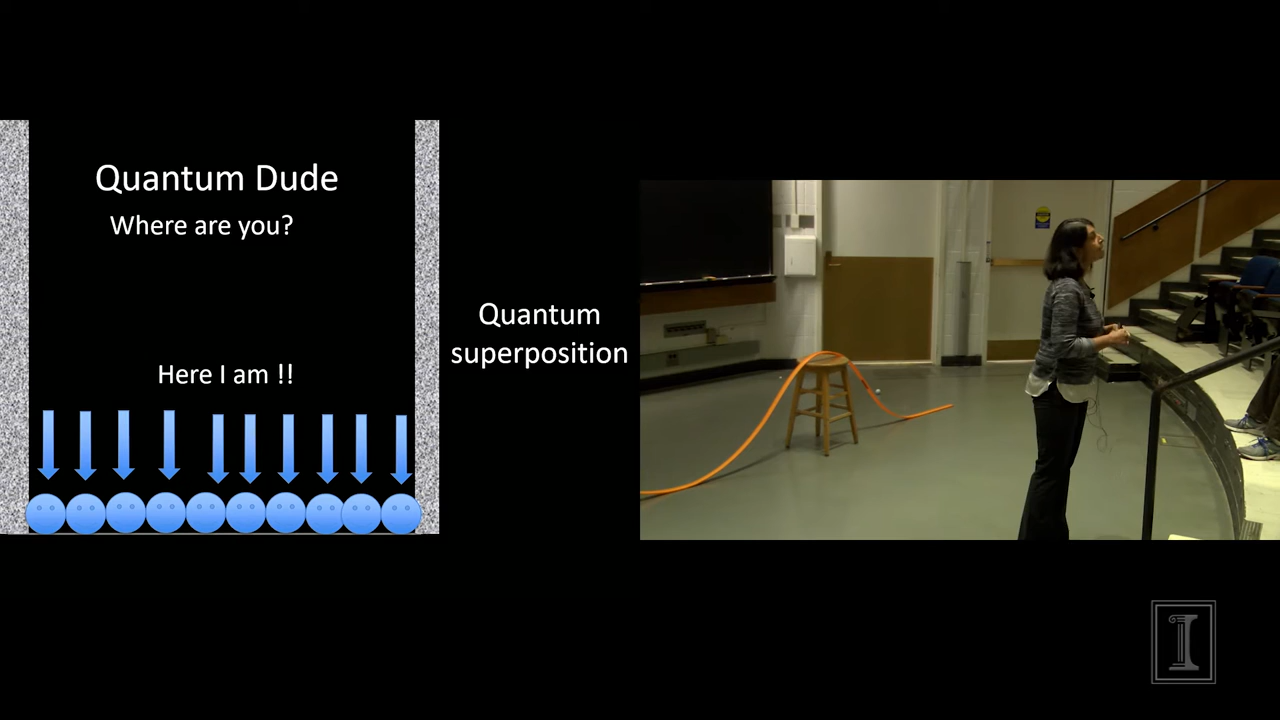 Quantum Dude
Where are you?
Here I am !!
Quantum
superposition